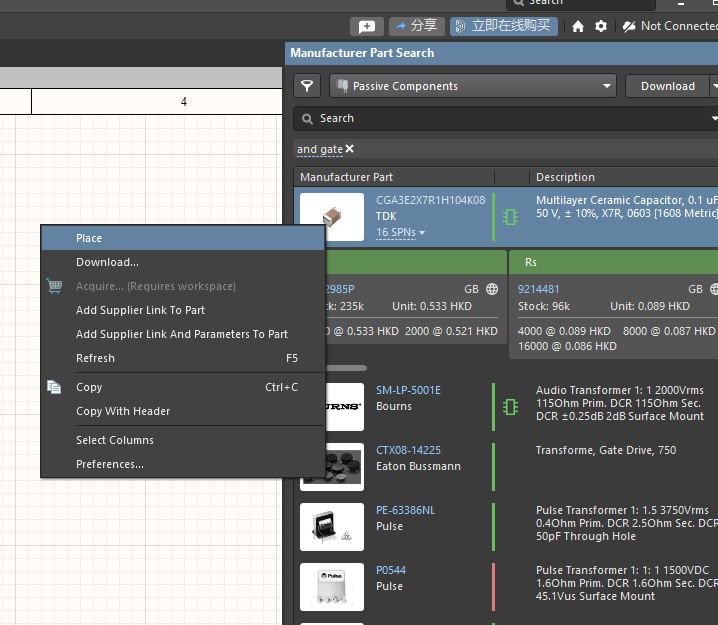 Search
分享
立即在线购买
Not Connected
Manufacturer Part Search
Passive Components
Download
4
Search
and gate
Manufacturer Part
Description
CGA3E2X7R1H104K08
TDK
16 SPNs
Multilayer Ceramic Capacitor, 0.1 uF
50 V, ± 10%, X7R, 0603 [1608 Metric]
Place
Download...
Acquire... (Requires workspace)
Add Supplier Link To Part
Add Supplier Link And Parameters To Part
Refresh F5
Copy Ctrl+C
Copy With Header
Select Columns
Preferences...
2985P GB
ck: 235k Unit: 0.533 HKD
0 @ 0.533 HKD 2000 @ 0.521 HKD
Rs
9214481 GB
Stock: 96k Unit: 0.089 HKD
4000 @ 0.089 HKD 8000 @ 0.087 HKD
16000 @ 0.086 HKD
URNS
SM-LP-5001E
Bourns
Audio Transformer 1: 1 2000Vrms
115Ohm Prim. DCR 115Ohm Sec.
DCR ±0.25dB 2dB Surface Mount
CTX08-14225
Eaton Bussmann
Transforme, Gate Drive, 750
PE-63386NL
Pulse
Pulse Transformer 1: 1.5 3750Vrms
0.4Ohm Prim. DCR 2.5Ohm Sec. DCR
50pF Through Hole
Pulse
P0544
Pulse
Pulse Transformer 1: 1: 1 1500VDC
1.6Ohm Prim. DCR 1.6Ohm Sec. DCR
45.1Vus Surface Mount